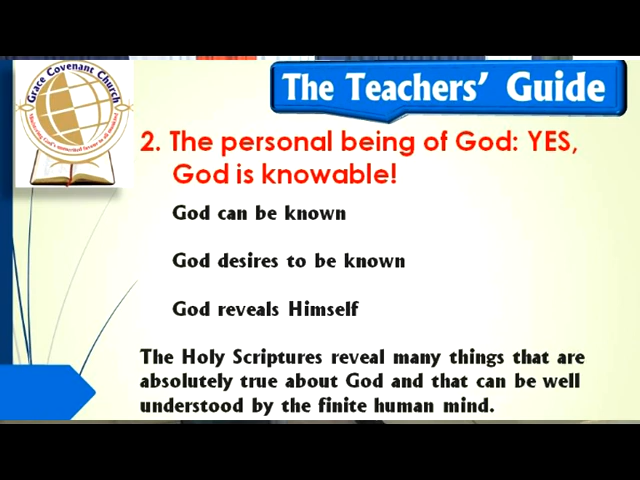 Grace Covenant Church
The Teachers' Guide
2. The personal being of God: YES,
God is knowable!
God can be known
God desires to be known
God reveals Himself
The Holy Scriptures reveal many things that are
absolutely true about God and that can be well
understood by the finite human mind.